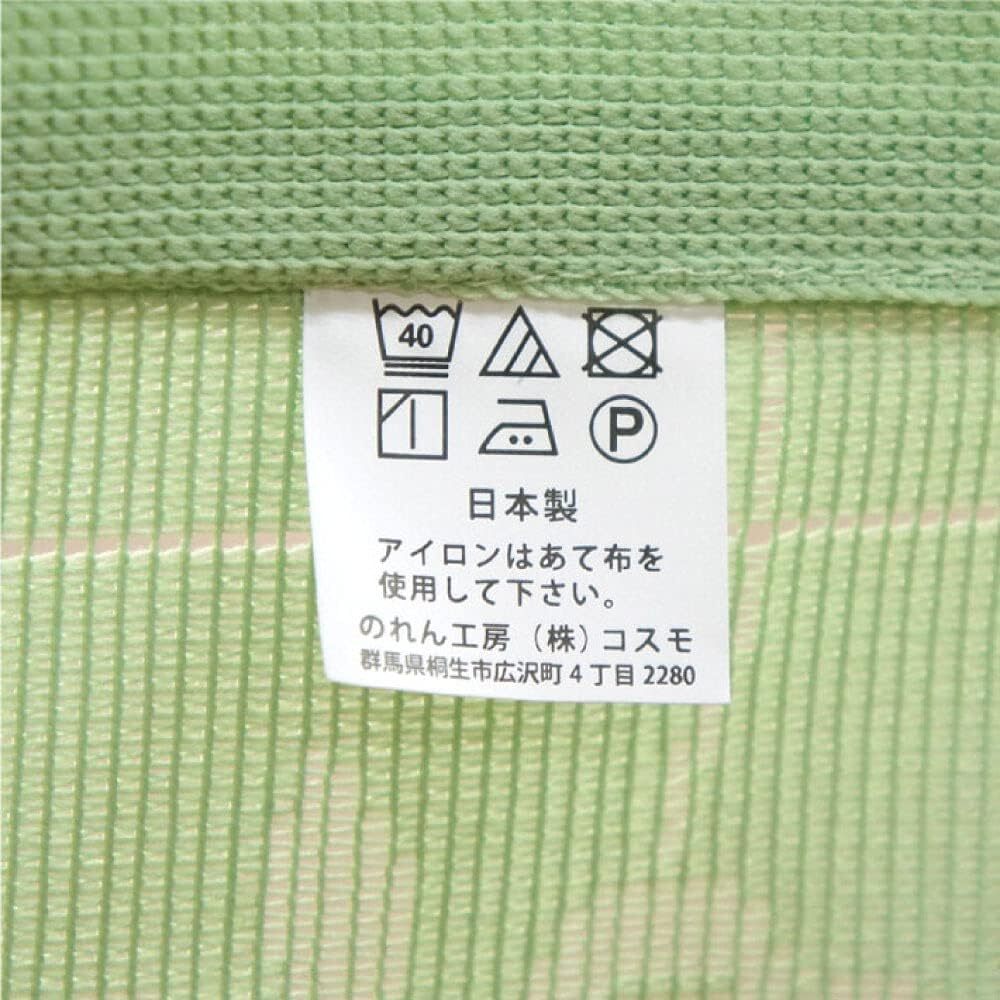 40
P
日本製
アイロンはあて布を
使用して下さい。
のれん工房（株）コスモ
群馬県桐生市広沢町4丁目2280